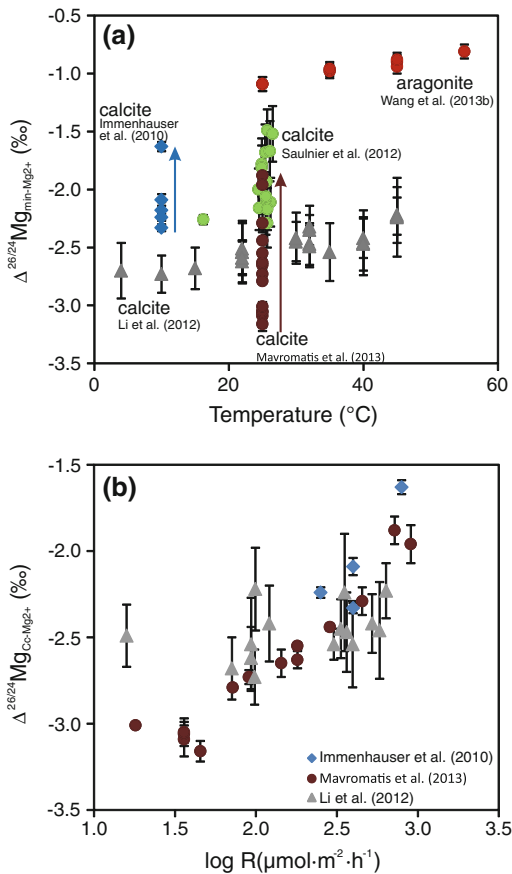 (a)
-0.5
-1.0
-1.5
-2.0
-2.5
-3.0
-3.5
Δ 26/24Mgmin-Mg2+ (‰)
calcite
Immenhauser
et al. (2010)
aragonite
Wang et al. (2013b)
calcite
Saulnier et al. (2012)
calcite
Li et al. (2012)
calcite
Mavromatis et al. (2013)
0 20 40 60
Temperature (°C)
(b)
-1.5
-2.0
-2.5
-3.0
-3.5
Δ 26/24MgCc-Mg2+ (‰)
Immenhauser et al. (2010)
Mavromatis et al. (2013)
Li et al. (2012)
1.0 1.5 2.0 2.5 3.0 3.5
log R(µmol·m-2·h-1)